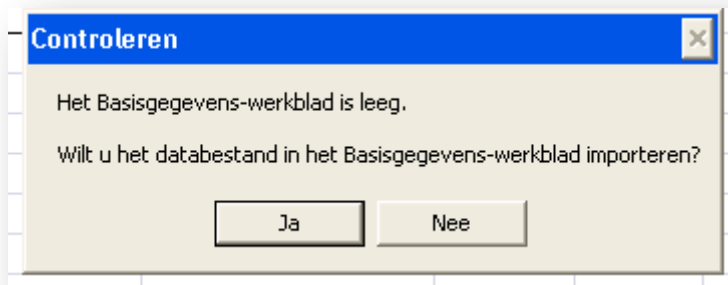 Controleren
Het Basisgegevens-werkblad is leeg.
Wilt u het databestand in het Basisgegevens-werkblad importeren?
Ja
Nee